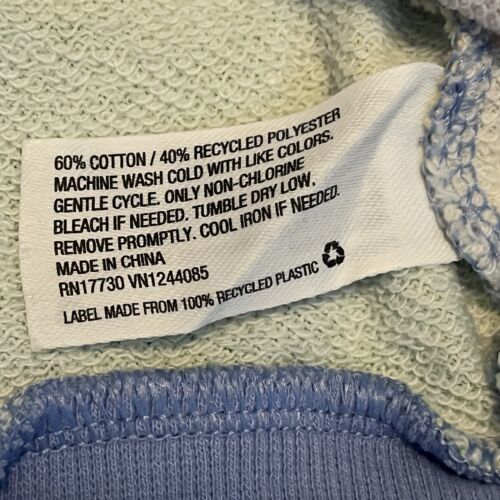 60% COTTON / 40% RECYCLED POLYESTER
MACHINE WASH COLD WITH LIKE COLORS.
GENTLE CYCLE. ONLY NON-CHLORINE
BLEACH IF NEEDED. TUMBLE DRY LOW,
REMOVE PROMPTLY. COOL IRON IF NEEDED.
MADE IN CHINA
RN17730 VN1244085
LABEL MADE FROM 100% RECYCLED PLASTIC